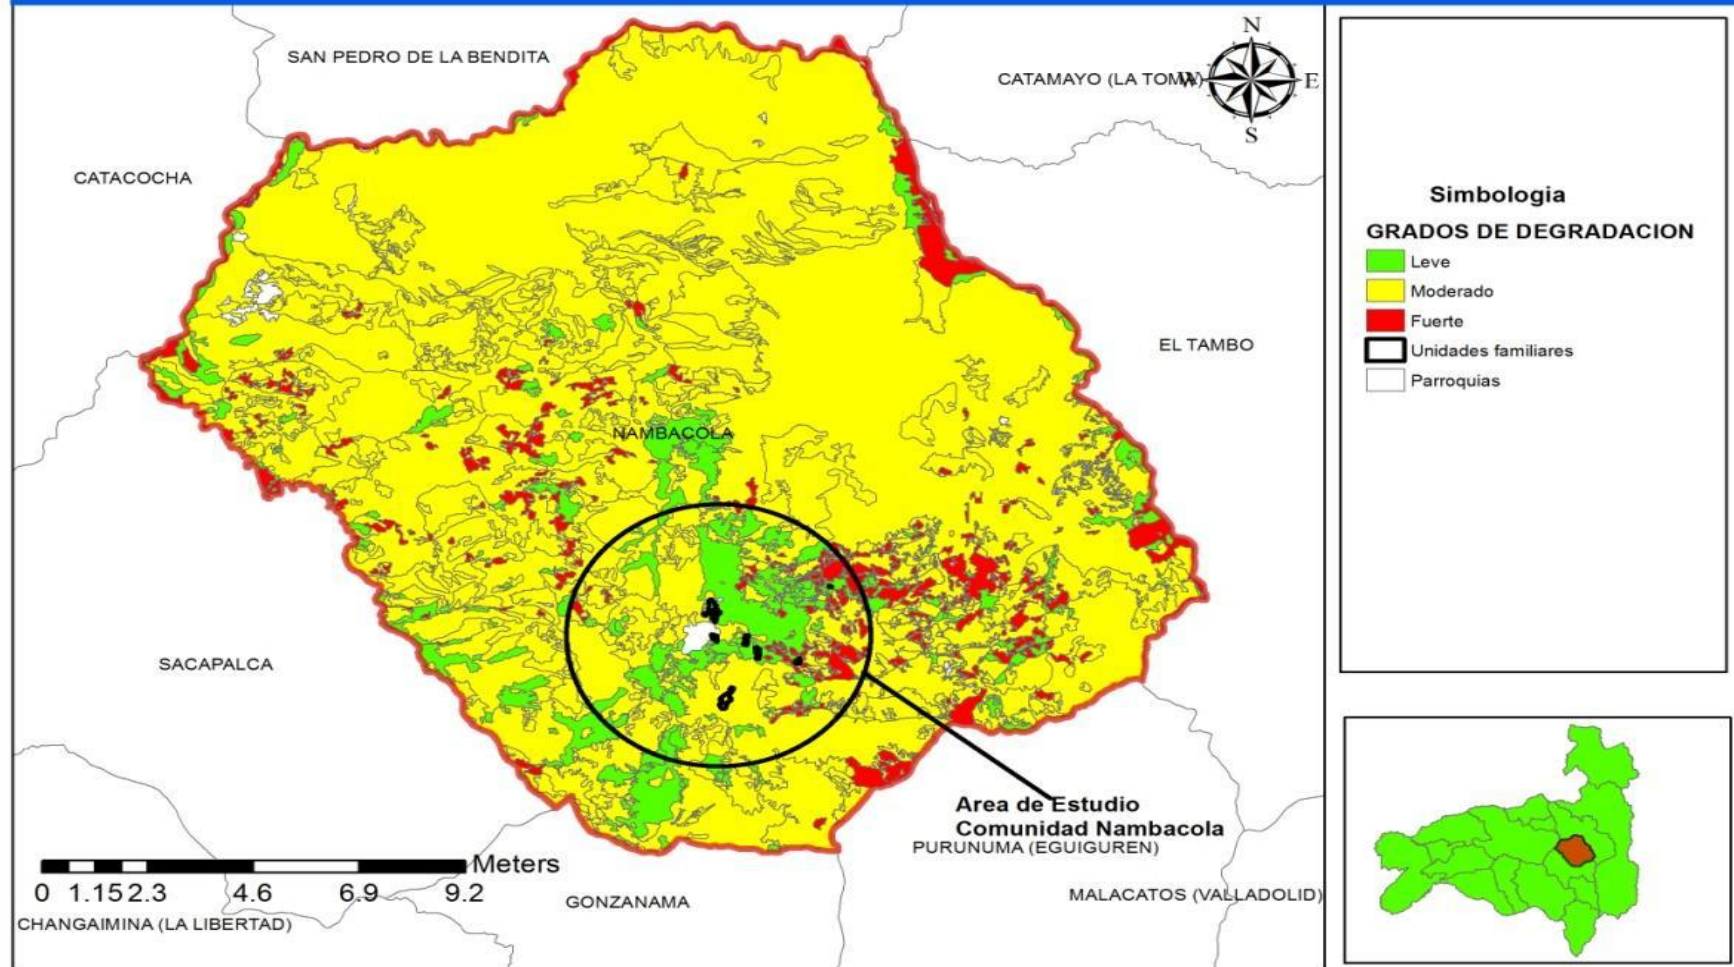 SAN PEDRO DE LA BENDITA
N
CATAMAYO (LA TOMA)
W
E
S
CATACOCHA
Simbologia
GRADOS DE DEGRADACION
Leve
Moderado
Fuerte
Unidades familiares
Parroquias
EL TAMBO
NAMBACOLA
SACAPALCA
Area de Estudio
Comunidad Nambacola
PURUNUMA (EGUIGUREN)
Meters
0 1.15 2.3 4.6 6.9 9.2
GONZANAMA
MALACATOS (VALLADOLID)
CHANGAIMINA (LA LIBERTAD)